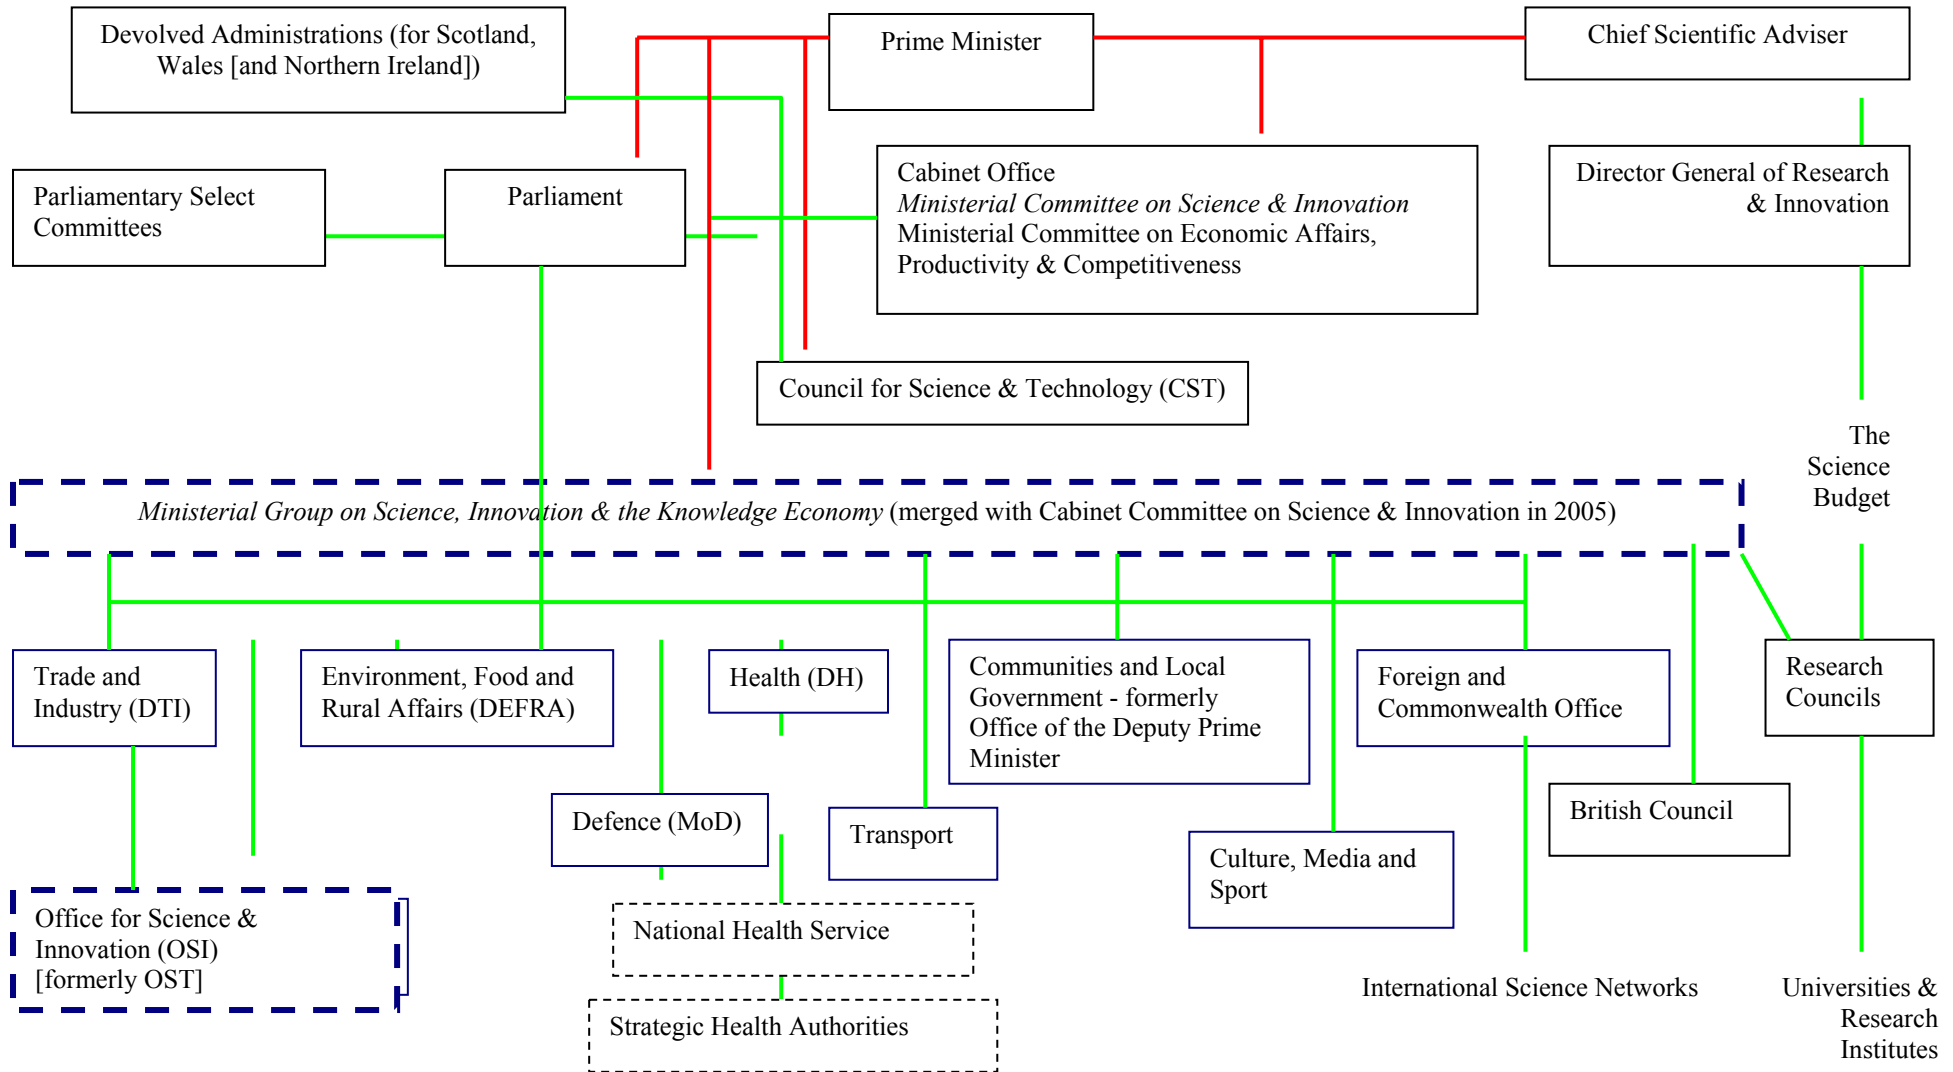 Devolved Administrations (for Scotland,
Wales [and Northern Ireland])
Prime Minister
Chief Scientific Adviser
Parliamentary Select
Committees
Parliament
Cabinet Office
Ministerial Committee on Science & Innovation
Ministerial Committee on Economic Affairs,
Productivity & Competitiveness
Director General of Research
& Innovation
Council for Science & Technology (CST)
The
Science
Budget
Ministerial Group on Science, Innovation & the Knowledge Economy (merged with Cabinet Committee on Science & Innovation in 2005)
Trade and
Industry (DTI)
Environment, Food and
Rural Affairs (DEFRA)
Health (DH)
Communities and Local
Government - formerly
Office of the Deputy Prime
Minister
Foreign and
Commonwealth Office
Research
Councils
Defence (MoD)
Transport
Culture, Media and
Sport
British Council
Office for Science &
Innovation (OSI)
[formerly OST]
National Health Service
Strategic Health Authorities
International Science Networks
Universities &
Research
Institutes